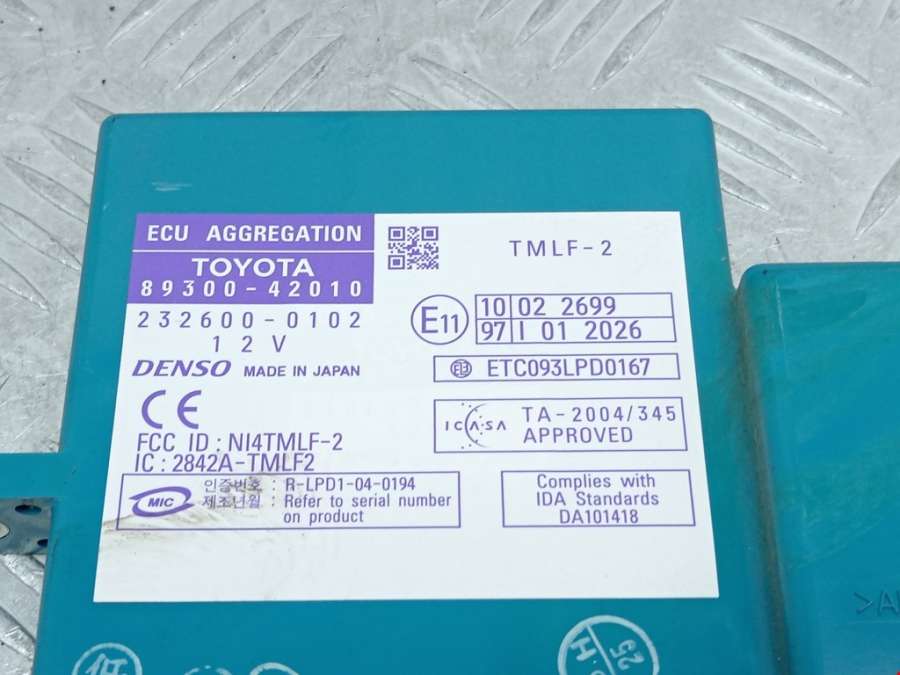 ECU AGGREGATION
TOYOTA
89300-42010
232600-0102
12V
DENSO MADE IN JAPAN
CE
FCC ID : NI4TMLF-2
IC : 2842A-TMLF2
MIC
인증번호 : R-LPD1-04-0194
제조년월 : Refer to serial number
on product
TMLF-2
E11
10 02 2699
97 I 01 2026
ETC093LPD0167
ICASA
TA-2004/345
APPROVED
Complies with
IDA Standards
DA101418
H
25